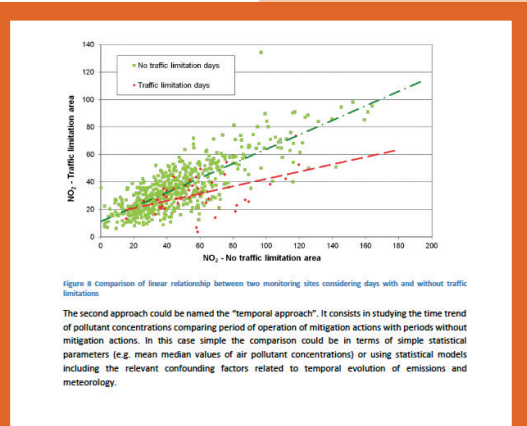 140
120
100
80
60
40
20
0
NO₂ - Traffic limitation area
No traffic limitation days
Traffic limitation days
0 20 40 60 80 100 120 140 160 180 200
NO₂ - No traffic limitation area
Figure 8 Comparison of linear relationship between two monitoring sites considering days with and without traffic
limitations
The second approach could be named the “temporal approach”. It consists in studying the time trend
of pollutant concentrations comparing period of operation of mitigation actions with periods without
mitigation actions. In this case simple the comparison could be in terms of simple statistical
parameters (e.g. mean median values of air pollutant concentrations) or using statistical models
including the relevant confounding factors related to temporal evolution of emissions and
meteorology.